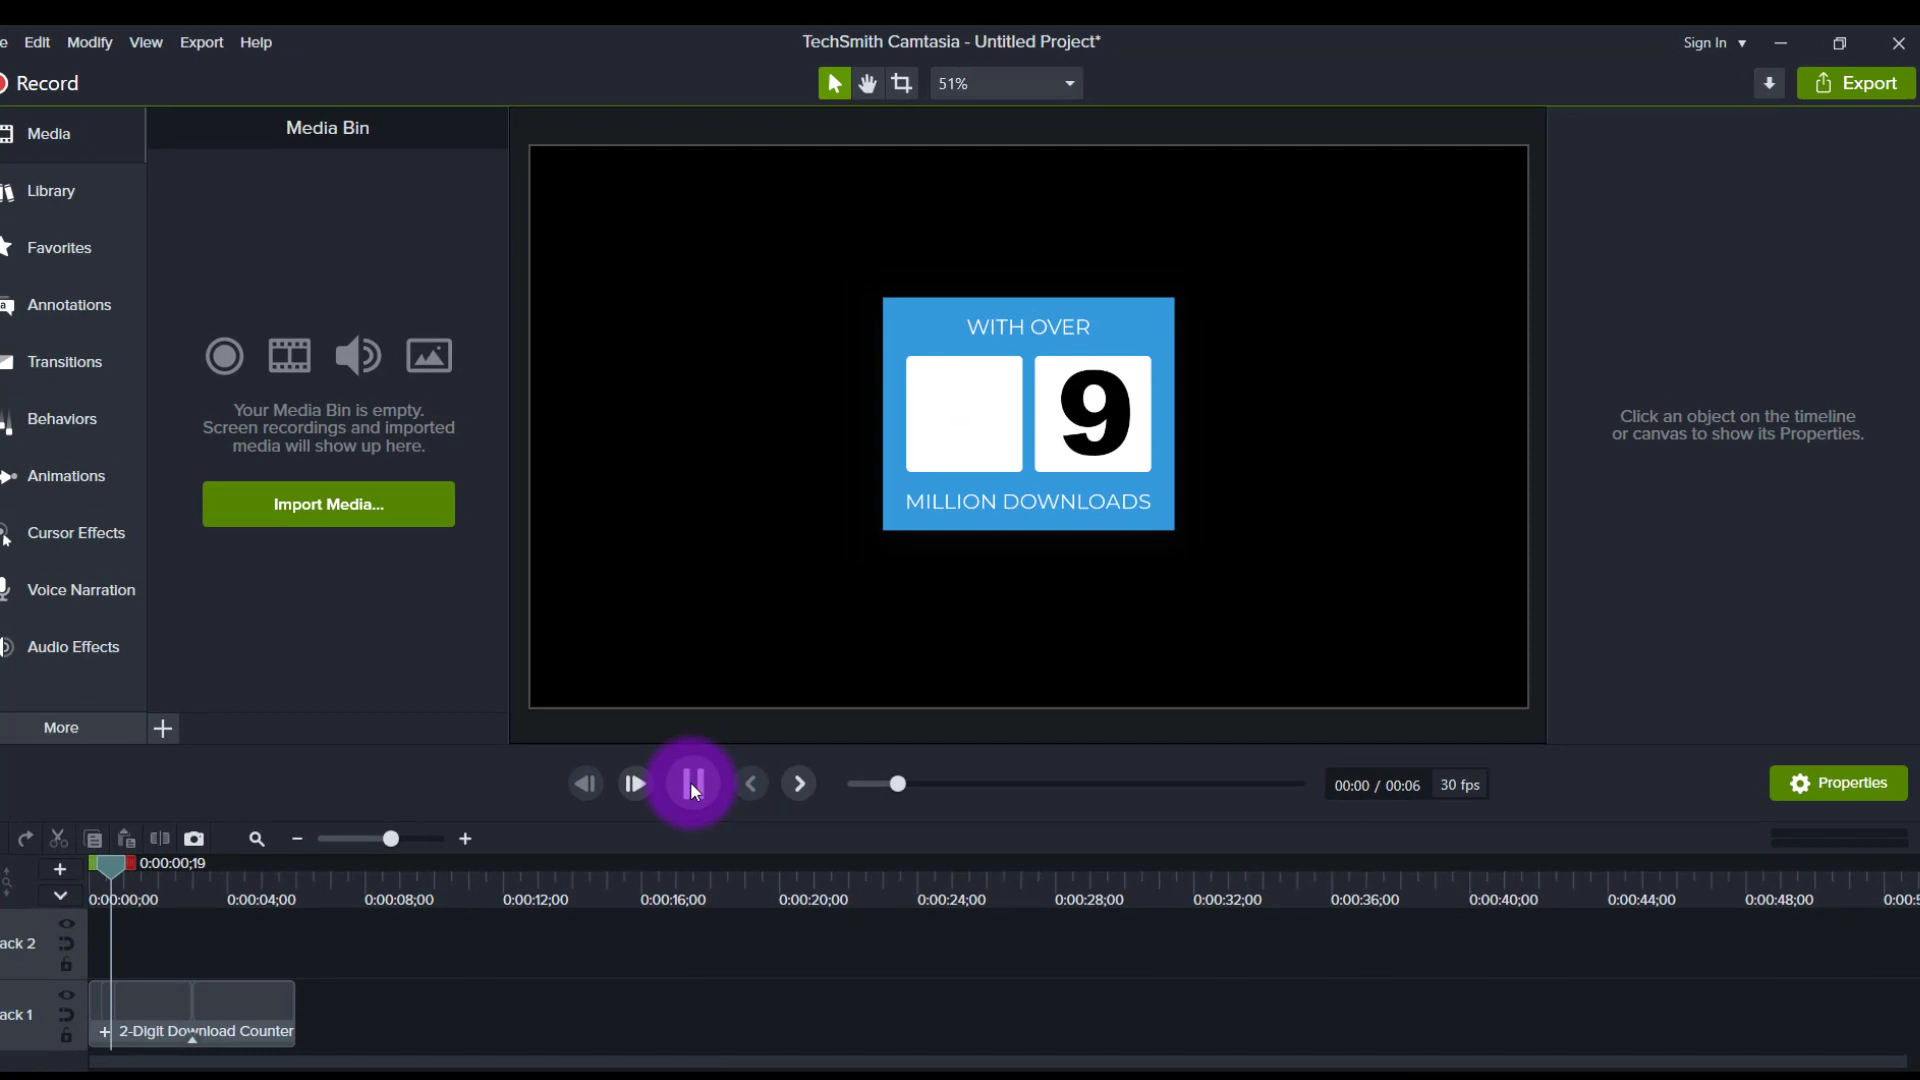 e Edit Modify View Export Help
TechSmith Camtasia - Untitled Project*
Sign In
Record
51%
Export
Media
Media Bin
Library
Favorites
Annotations
Transitions
Behaviors
Animations
Cursor Effects
Voice Narration
Audio Effects
More
Your Media Bin is empty.
Screen recordings and imported
media will show up here.
Import Media...
WITH OVER
9
MILLION DOWNLOADS
Click an object on the timeline
or canvas to show its Properties.
00:00 / 00:06 30 fps
Properties
0:00:00;19
0:00:00;00 0:00:04;00 0:00:08;00 0:00:12;00 0:00:16;00 0:00:20;00 0:00:24;00 0:00:28;00 0:00:32;00 0:00:36;00 0:00:40;00 0:00:44;00 0:00:48;00 0:00:5
ack 2
ack 1
2-Digit Download Counter